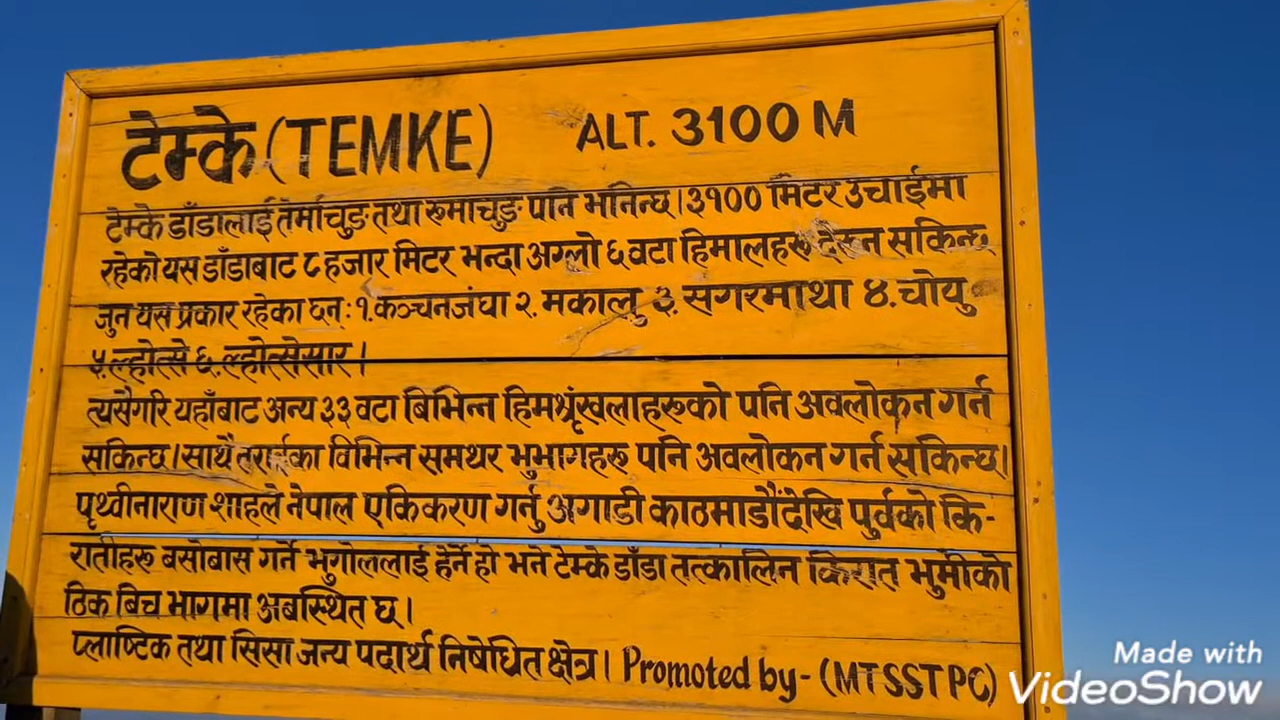 टेम्के (TEMKE) ALT. 3100 M
टेम्के डाँडालाई तेर्माचुङ तथा रुमाचुङ पनि भनिन्छ। ३१०० मिटर उचाईमा
रहेको यस डाँडाबाट ८ हजार मिटर भन्दा अग्लो ६ वटा हिमालहरू देख्न सकिन्छ
जुन यस प्रकार रहेका छन् : १. कञ्चनजंघा २. मकालु ३. सगरमाथा ४. चोयु
५. ल्होत्से ६. ल्होत्सेसार।
त्यसैगरि यहाँबाट अन्य ३३ वटा बिभिन्न हिमश्रृंखलाहरूको पनि अवलोकन गर्न
सकिन्छ। साथै तराईका विभिन्न समथर भुभागहरू पनि अवलोकन गर्न सकिन्छ।
पृथ्वीनाराण शाहले नेपाल एकिकरण गर्नु अगाडी काठमाडौंदेखि पुर्वको कि-
रातीहरू बसोबास गर्ने भुगोललाई हेर्ने हो भने टेम्के डाँडा तत्कालिन किरात भुमीको
ठिक बिच भागमा अबस्थित छ।
प्लाष्टिक तथा सिसा जन्य पदार्थ निषेधित क्षेत्र। Promoted by- (MTSSTPC)
Made with
VideoShow